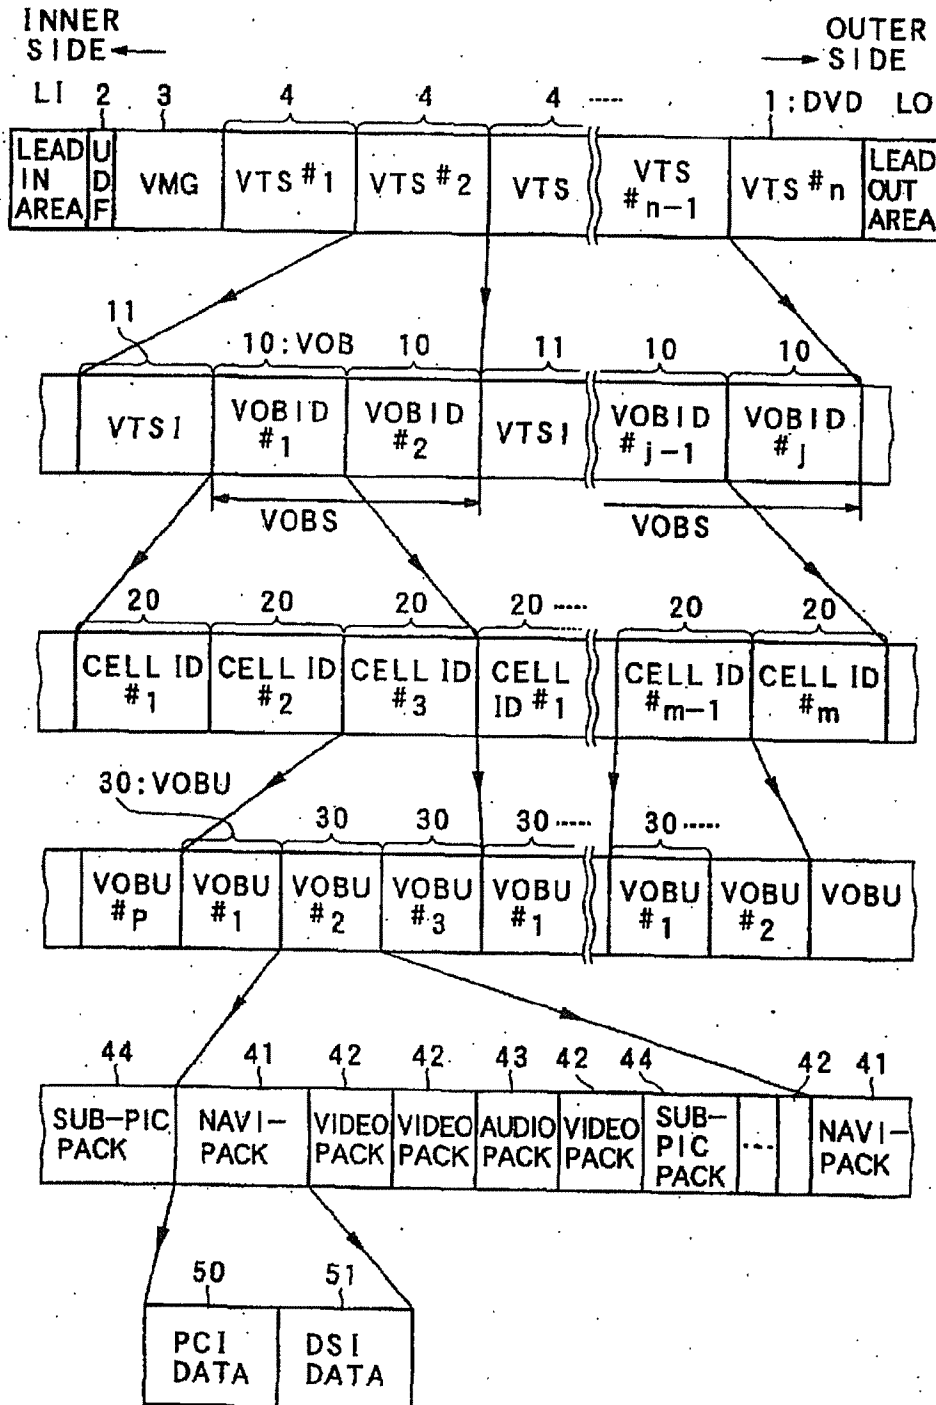 INNER SIDE
OUTER SIDE
LI 2 3 4 4 4 ..... 1:DVD LO
LEAD IN AREA
UDF
VMG
VTS #1
VTS #2
VTS
VTS #n-1
VTS #n
LEAD OUT AREA
11 10:VOB 10 11 10 10
VTSI
VOBID #1
VOBID #2
VTSI
VOBID #j-1
VOBID #j
VOBS
VOBS
20 20 20 20 ..... 20 20
CELL ID #1
CELL ID #2
CELL ID #3
CELL ID #1
CELL ID #m-1
CELL ID #m
30:VOBU 30 30 30 ..... 30 .....
VOBU #P
VOBU #1
VOBU #2
VOBU #3
VOBU #1
VOBU #1
VOBU #2
VOBU
44 41 42 42 43 42 44 42 41
SUB-PIC PACK
NAVI-PACK
VIDEO PACK
VIDEO PACK
AUDIO PACK
VIDEO PACK
SUB-PIC PACK
....
NAVI-PACK
50 51
PCI DATA
DSI DATA